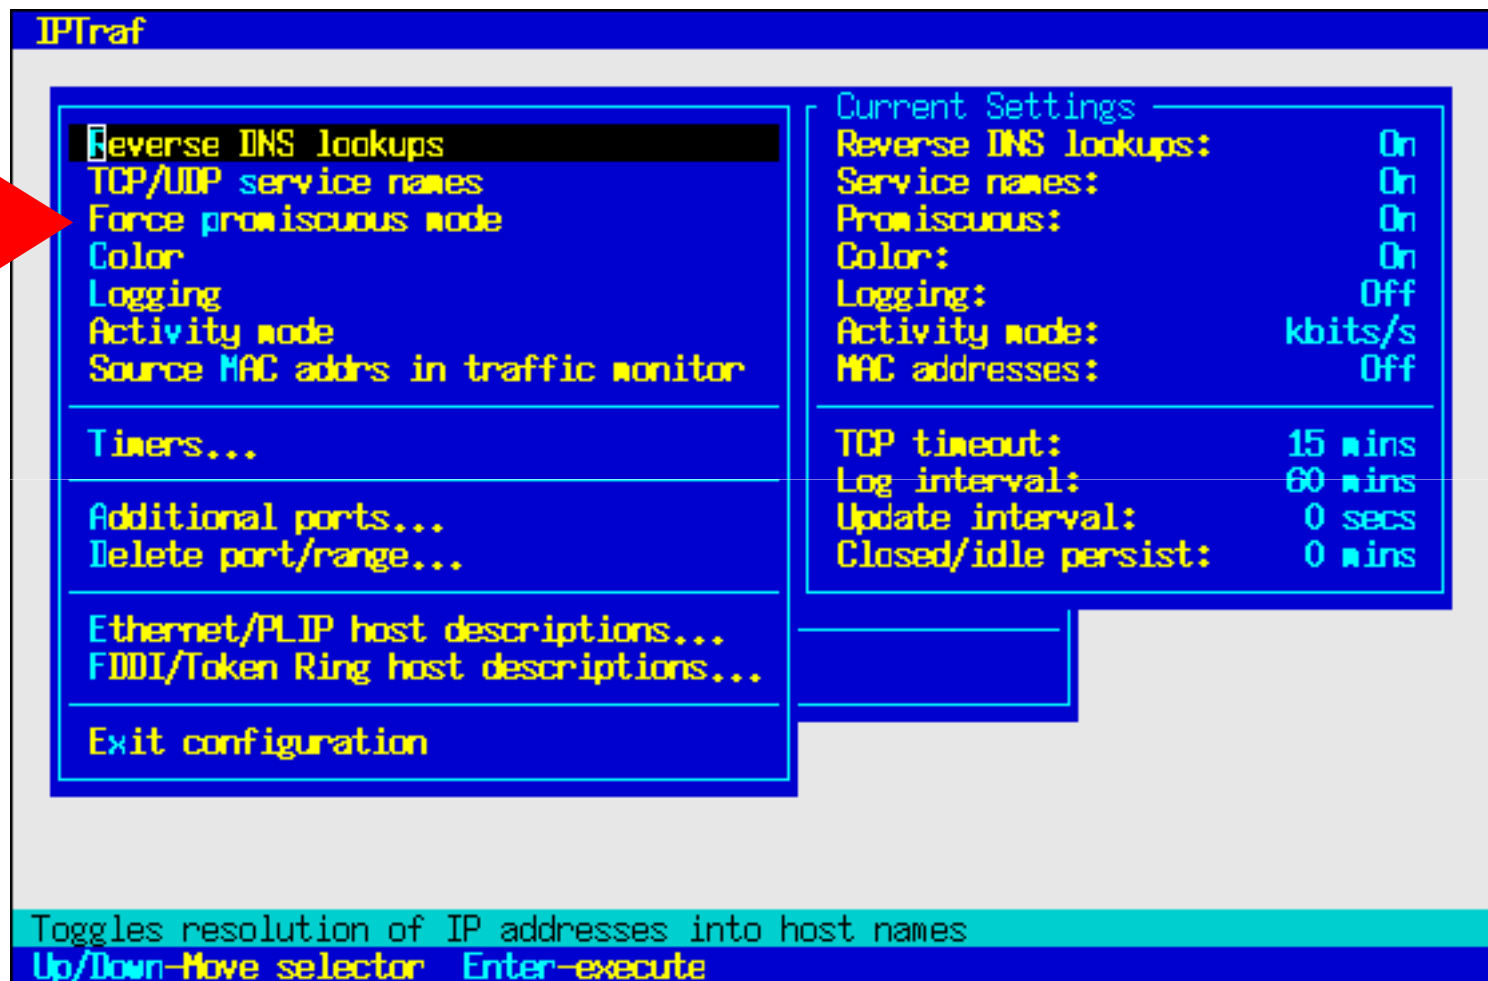 IPTraf
Reverse DNS lookups
TCP/UDP service names
Force promiscuous mode
Color
Logging
Activity mode
Source MAC addrs in traffic monitor
Timers...
Additional ports...
Delete port/range...
Ethernet/PLIP host descriptions...
FDDI/Token Ring host descriptions...
Exit configuration
Current Settings
Reverse DNS lookups: On
Service names: On
Promiscuous: On
Color: On
Logging: Off
Activity mode: kbits/s
MAC addresses: Off
TCP timeout: 15 mins
Log interval: 60 mins
Update interval: 0 secs
Closed/idle persist: 0 mins
Toggles resolution of IP addresses into host names
Up/Down-Move selector Enter-execute